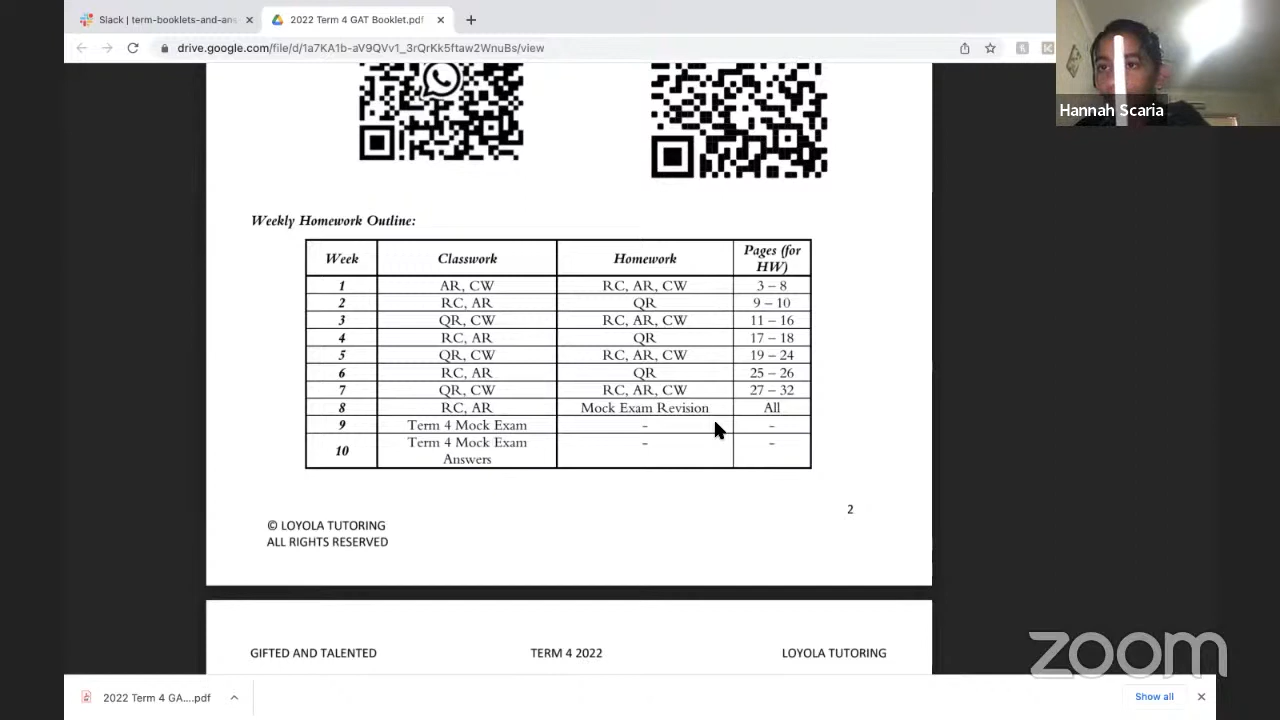 Slack | term-booklets-and-ans
2022 Term 4 GAT Booklet.pdf
drive.google.com/file/d/1a7KA1b-aV9QVv1_3rQrKk5ftaw2WnuBs/view
Hannah Scaria
Weekly Homework Outline:
Week Classwork Homework Pages (for HW)
1 AR, CW RC, AR, CW 3 – 8
2 RC, AR QR 9 – 10
3 QR, CW RC, AR, CW 11 – 16
4 RC, AR QR 17 – 18
5 QR, CW RC, AR, CW 19 – 24
6 RC, AR QR 25 – 26
7 QR, CW RC, AR, CW 27 – 32
8 RC, AR Mock Exam Revision All
9 Term 4 Mock Exam - -
10 Term 4 Mock Exam Answers - -
2
© LOYOLA TUTORING
ALL RIGHTS RESERVED
GIFTED AND TALENTED TERM 4 2022 LOYOLA TUTORING
zoom
2022 Term 4 GA....pdf
Show all